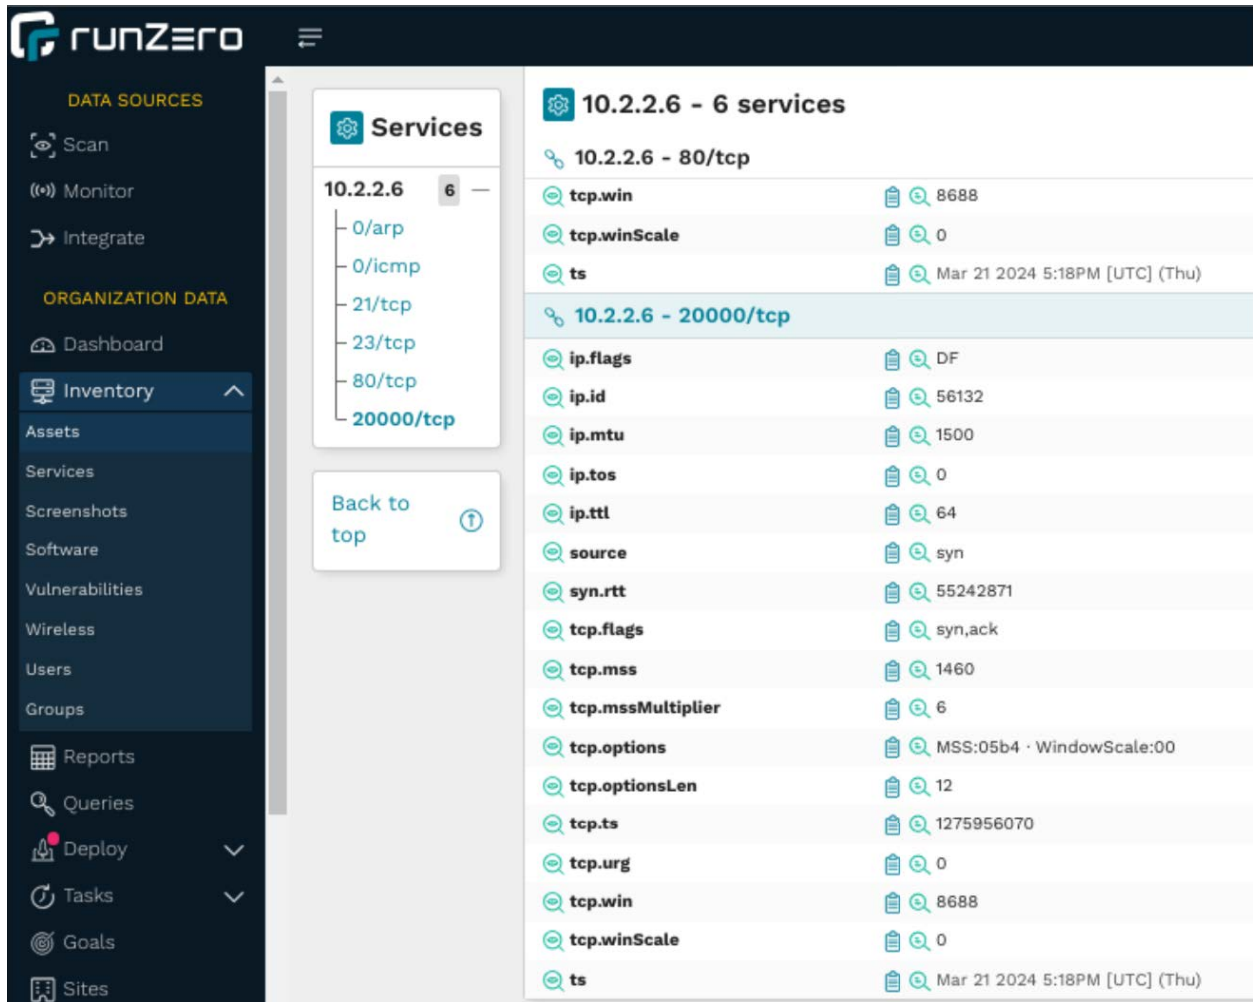 runZero
DATA SOURCES
Scan
Monitor
Integrate
ORGANIZATION DATA
Dashboard
Inventory
Assets
Services
Screenshots
Software
Vulnerabilities
Wireless
Users
Groups
Reports
Queries
Deploy
Tasks
Goals
Sites
Services
10.2.2.6 6
0/arp
0/icmp
21/tcp
23/tcp
80/tcp
20000/tcp
Back to
top
10.2.2.6 - 6 services
10.2.2.6 - 80/tcp
tcp.win 8688
tcp.winScale 0
ts Mar 21 2024 5:18PM [UTC] (Thu)
10.2.2.6 - 20000/tcp
ip.flags DF
ip.id 56132
ip.mtu 1500
ip.tos 0
ip.ttl 64
source syn
syn.rtt 55242871
tcp.flags syn,ack
tcp.mss 1460
tcp.mssMultiplier 6
tcp.options MSS:05b4 · WindowScale:00
tcp.optionsLen 12
tcp.ts 1275956070
tcp.urg 0
tcp.win 8688
tcp.winScale 0
ts Mar 21 2024 5:18PM [UTC] (Thu)